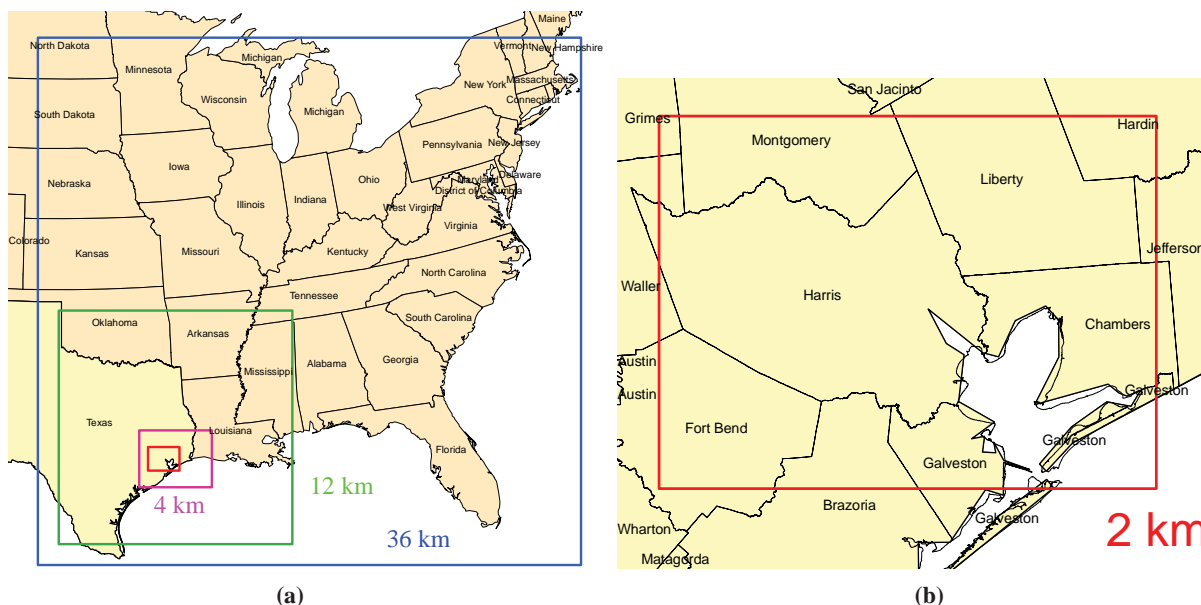 Maine
North Dakota
Vermont
New Hampshire
Michigan
Minnesota
Massachusetts
New York
Wisconsin
Connecticut
South Dakota
Michigan
Pennsylvania
New Jersey
Iowa
Ohio
Maryland
Delaware
Nebraska
District of Columbia
Illinois
Indiana
West Virginia
Virginia
Colorado
Kansas
Missouri
Kentucky
North Carolina
Tennessee
Oklahoma
Arkansas
South Carolina
Mississippi
Alabama
Georgia
Texas
Louisiana
Florida
12 km
4 km
36 km
(a)
San Jacinto
Grimes
Hardin
Montgomery
Liberty
Jefferson
Waller
Harris
Chambers
Austin
Galveston
Austin
Fort Bend
Galveston
Galveston
Brazoria
Galveston
Wharton
2 km
Matagorda
(b)